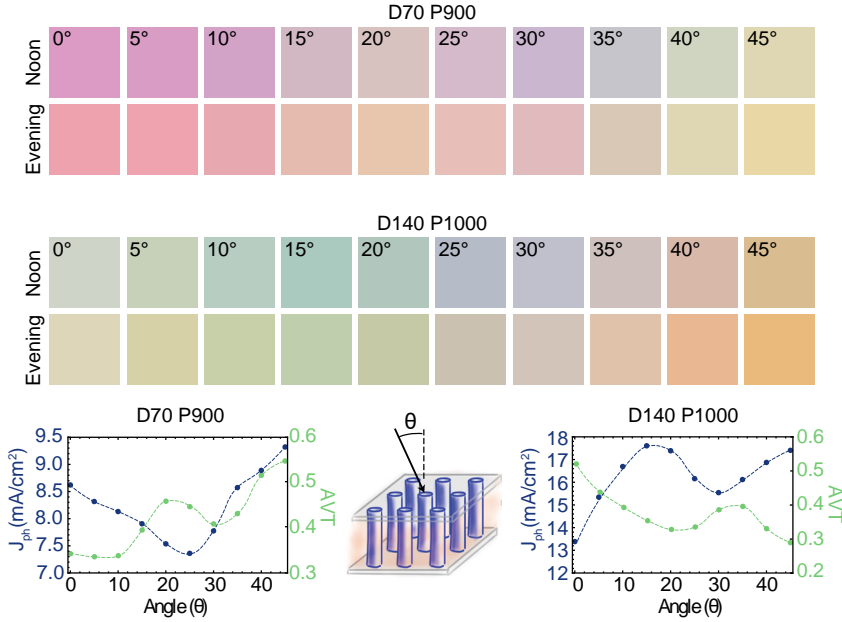 D70 P900
Noon 0° 5° 10° 15° 20° 25° 30° 35° 40° 45°
Evening
D140 P1000
Noon 0° 5° 10° 15° 20° 25° 30° 35° 40° 45°
Evening
D70 P900
J_ph (mA/cm²)
9.5
9.0
8.5
8.0
7.5
7.0
0 10 20 30 40
Angle (θ)
0.6
0.5
0.4
0.3
AVT
θ
D140 P1000
J_ph (mA/cm²)
18
17
16
15
14
13
12
0 10 20 30 40
Angle (θ)
0.6
0.5
0.4
0.3
0.2
AVT